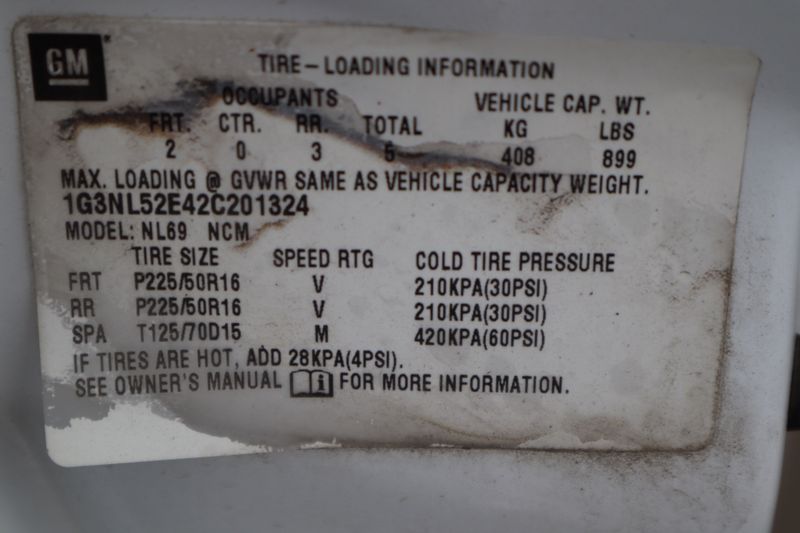 GM
TIRE-LOADING INFORMATION
OCCUPANTS VEHICLE CAP. WT.
FRT. CTR. RR. TOTAL KG LBS
2 0 3 5 408 899
MAX. LOADING @ GVWR SAME AS VEHICLE CAPACITY WEIGHT.
1G3NL52E42C201324
MODEL: NL69 NCM
TIRE SIZE SPEED RTG COLD TIRE PRESSURE
FRT P225/50R16 V 210KPA(30PSI)
RR P225/50R16 V 210KPA(30PSI)
SPA T125/70D15 M 420KPA(60PSI)
IF TIRES ARE HOT, ADD 28KPA(4PSI).
SEE OWNER'S MANUAL i FOR MORE INFORMATION.